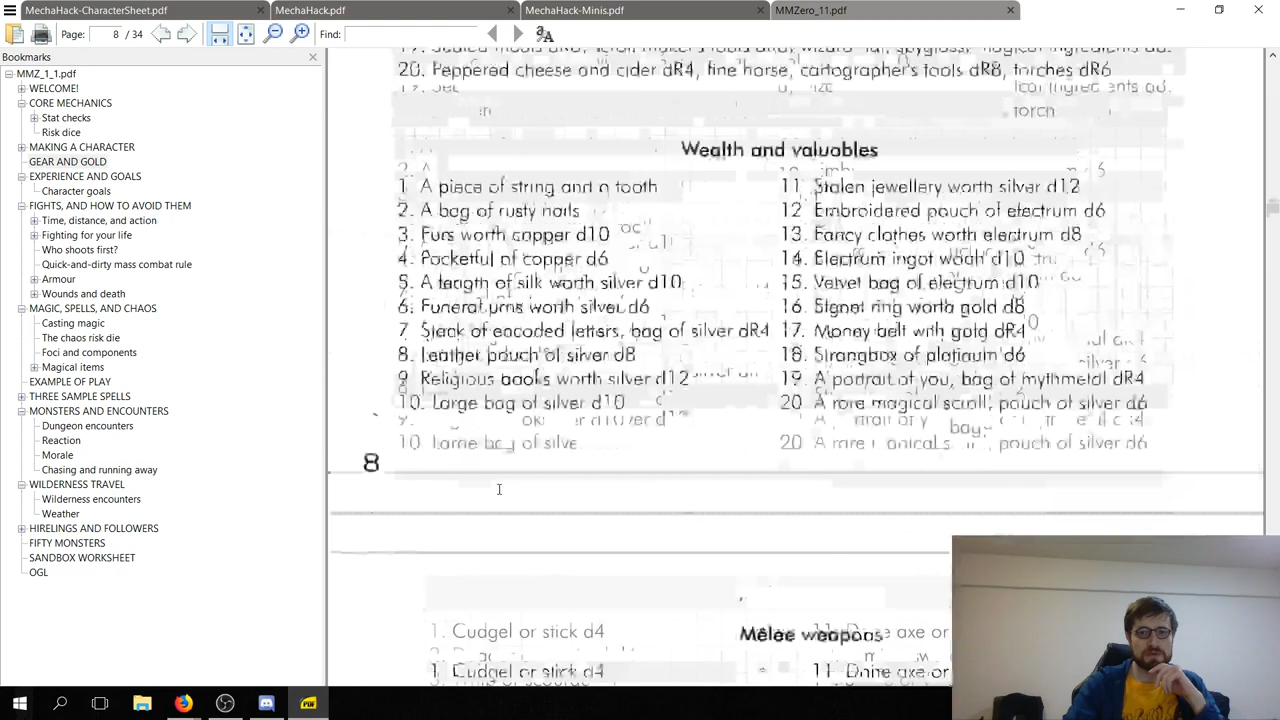 MechaHack-CharacterSheet.pdf
MechaHack.pdf
MechaHack-Minis.pdf
MMZero_11.pdf
Page: 8 / 34
Find:
Bookmarks
MMZ_1_1.pdf
WELCOME!
CORE MECHANICS
Stat checks
Risk dice
MAKING A CHARACTER
GEAR AND GOLD
EXPERIENCE AND GOALS
Character goals
FIGHTS, AND HOW TO AVOID THEM
Time, distance, and action
Fighting for your life
Who shoots first?
Quick-and-dirty mass combat rule
Armour
Wounds and death
MAGIC, SPELLS, AND CHAOS
Casting magic
The chaos risk die
Foci and components
Magical items
EXAMPLE OF PLAY
THREE SAMPLE SPELLS
MONSTERS AND ENCOUNTERS
Dungeon encounters
Reaction
Morale
Chasing and running away
WILDERNESS TRAVEL
Wilderness encounters
Weather
HIRELINGS AND FOLLOWERS
FIFTY MONSTERS
SANDBOX WORKSHEET
OGL
20. Peppered cheese and cider dR4, fine horse, cartographer's tools dR8, torches dR6
Wealth and valuables
1 A piece of string and a tooth
2. A bag of rusty nails
3. Furs worth copper d10
4. Pocketful of copper d6
5. A length of silk worth silver d10
6. Funeral urns worth silver d6
7 Stack of encoded letters, bag of silver dR4
8. Leather pouch of silver d8
9. Religious books worth silver d12
10. Large bag of silver d10
11 Stolen jewellery worth silver d12
12 Embroidered pouch of electrum d6
13. Fancy clothes worth electrum d8
14. Electrum ingot d10
15. Velvet bag of electrum d10
16 Signet ring worth gold d8
17. Money belt with gold dR4
18. Strongbox of platinum d6
19. A portrait of you, bag of mythmetal dR4
20 A rare magical scroll, pouch of silver d6
8
Melee weapons
1. Cudgel or stick d4
1 Cudgel or stick d4
axe or